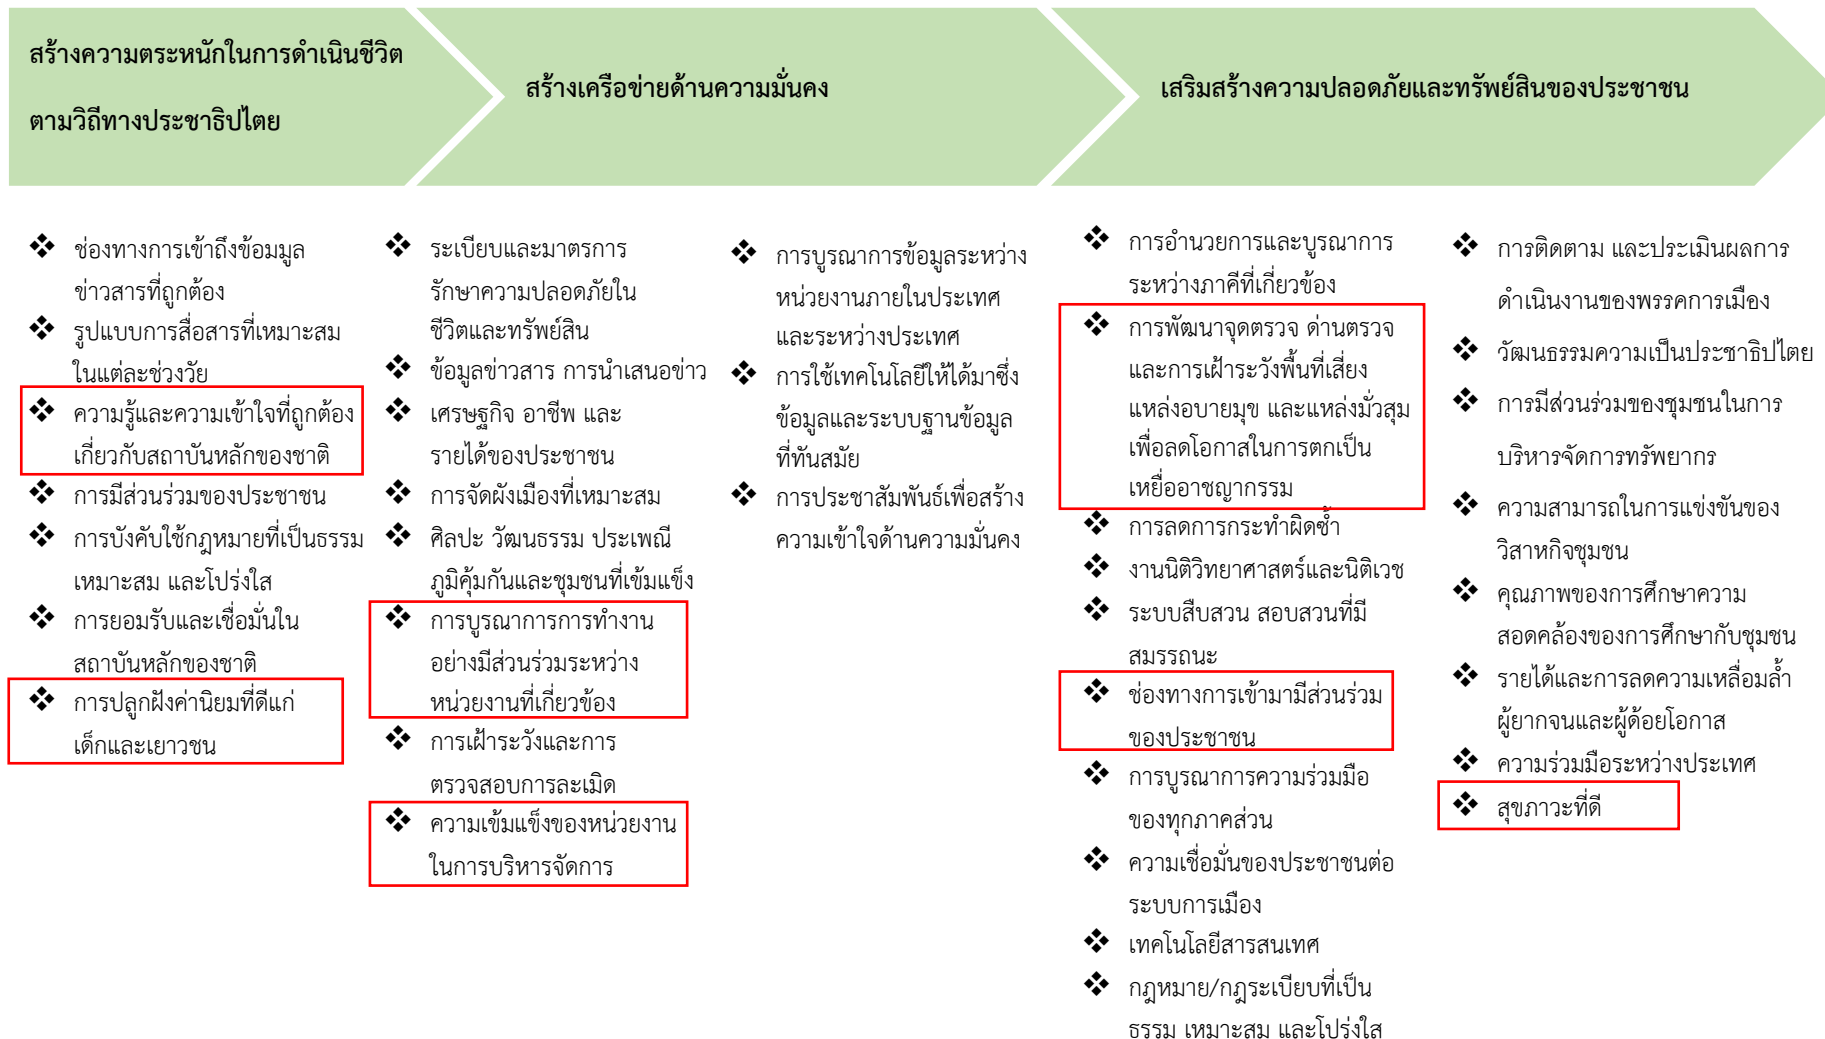 สร้างความตระหนักในการดำเนินชีวิต
ตามวิถีทางประชาธิปไตย
สร้างเครือข่ายด้านความมั่นคง
เสริมสร้างความปลอดภัยและทรัพย์สินของประชาชน
❖ ช่องทางการเข้าถึงข้อมมูล
ข่าวสารที่ถูกต้อง
❖ รูปแบบการสื่อสารที่เหมาะสม
ในแต่ละช่วงวัย
❖ ความรู้และความเข้าใจที่ถูกต้อง
เกี่ยวกับสถาบันหลักของชาติ
❖ การมีส่วนร่วมของประชาชน
❖ การบังคับใช้กฎหมายที่เป็นธรรม
เหมาะสม และโปร่งใส
❖ การยอมรับและเชื่อมั่นใน
สถาบันหลักของชาติ
❖ การปลูกฝังค่านิยมที่ดีแก่
เด็กและเยาวชน
❖ ระเบียบและมาตรการ
รักษาความปลอดภัยใน
ชีวิตและทรัพย์สิน
❖ ข้อมูลข่าวสาร การนำเสนอข่าว
❖ เศรษฐกิจ อาชีพ และ
รายได้ของประชาชน
❖ การจัดผังเมืองที่เหมาะสม
❖ ศิลปะ วัฒนธรรม ประเพณี
ภูมิคุ้มกันและชุมชนที่เข้มแข็ง
❖ การบูรณาการการทำงาน
อย่างมีส่วนร่วมระหว่าง
หน่วยงานที่เกี่ยวข้อง
❖ การเฝ้าระวังและการ
ตรวจสอบการละเมิด
❖ ความเข้มแข็งของหน่วยงาน
ในการบริหารจัดการ
❖ การบูรณาการข้อมูลระหว่าง
หน่วยงานภายในประเทศ
และระหว่างประเทศ
❖ การใช้เทคโนโลยีให้ได้มาซึ่ง
ข้อมูลและระบบฐานข้อมูล
ที่ทันสมัย
❖ การประชาสัมพันธ์เพื่อสร้าง
ความเข้าใจด้านความมั่นคง
❖ การอำนวยการและบูรณาการ
ระหว่างภาคีที่เกี่ยวข้อง
❖ การพัฒนาจุดตรวจ ด่านตรวจ
และการเฝ้าระวังพื้นที่เสี่ยง
แหล่งอบายมุข และแหล่งมั่วสุม
เพื่อลดโอกาสในการตกเป็น
เหยื่ออาชญากรรม
❖ การลดการกระทำผิดซ้ำ
❖ งานนิติวิทยาศาสตร์และนิติเวช
❖ ระบบสืบสวน สอบสวนที่มี
สมรรถนะ
❖ ช่องทางการเข้ามามีส่วนร่วม
ของประชาชน
❖ การบูรณาการความร่วมมือ
ของทุกภาคส่วน
❖ ความเชื่อมั่นของประชาชนต่อ
ระบบการเมือง
❖ เทคโนโลยีสารสนเทศ
❖ กฎหมาย/กฎระเบียบที่เป็น
ธรรม เหมาะสม และโปร่งใส
❖ การติดตาม และประเมินผลการ
ดำเนินงานของพรรคการเมือง
❖ วัฒนธรรมความเป็นประชาธิปไตย
❖ การมีส่วนร่วมของชุมชนในการ
บริหารจัดการทรัพยากร
❖ ความสามารถในการแข่งขันของ
วิสาหกิจชุมชน
❖ คุณภาพของการศึกษาความ
สอดคล้องของการศึกษากับชุมชน
❖ รายได้และการลดความเหลื่อมล้ำ
ผู้ยากจนและผู้ด้อยโอกาส
❖ ความร่วมมือระหว่างประเทศ
❖ สุขภาวะที่ดี